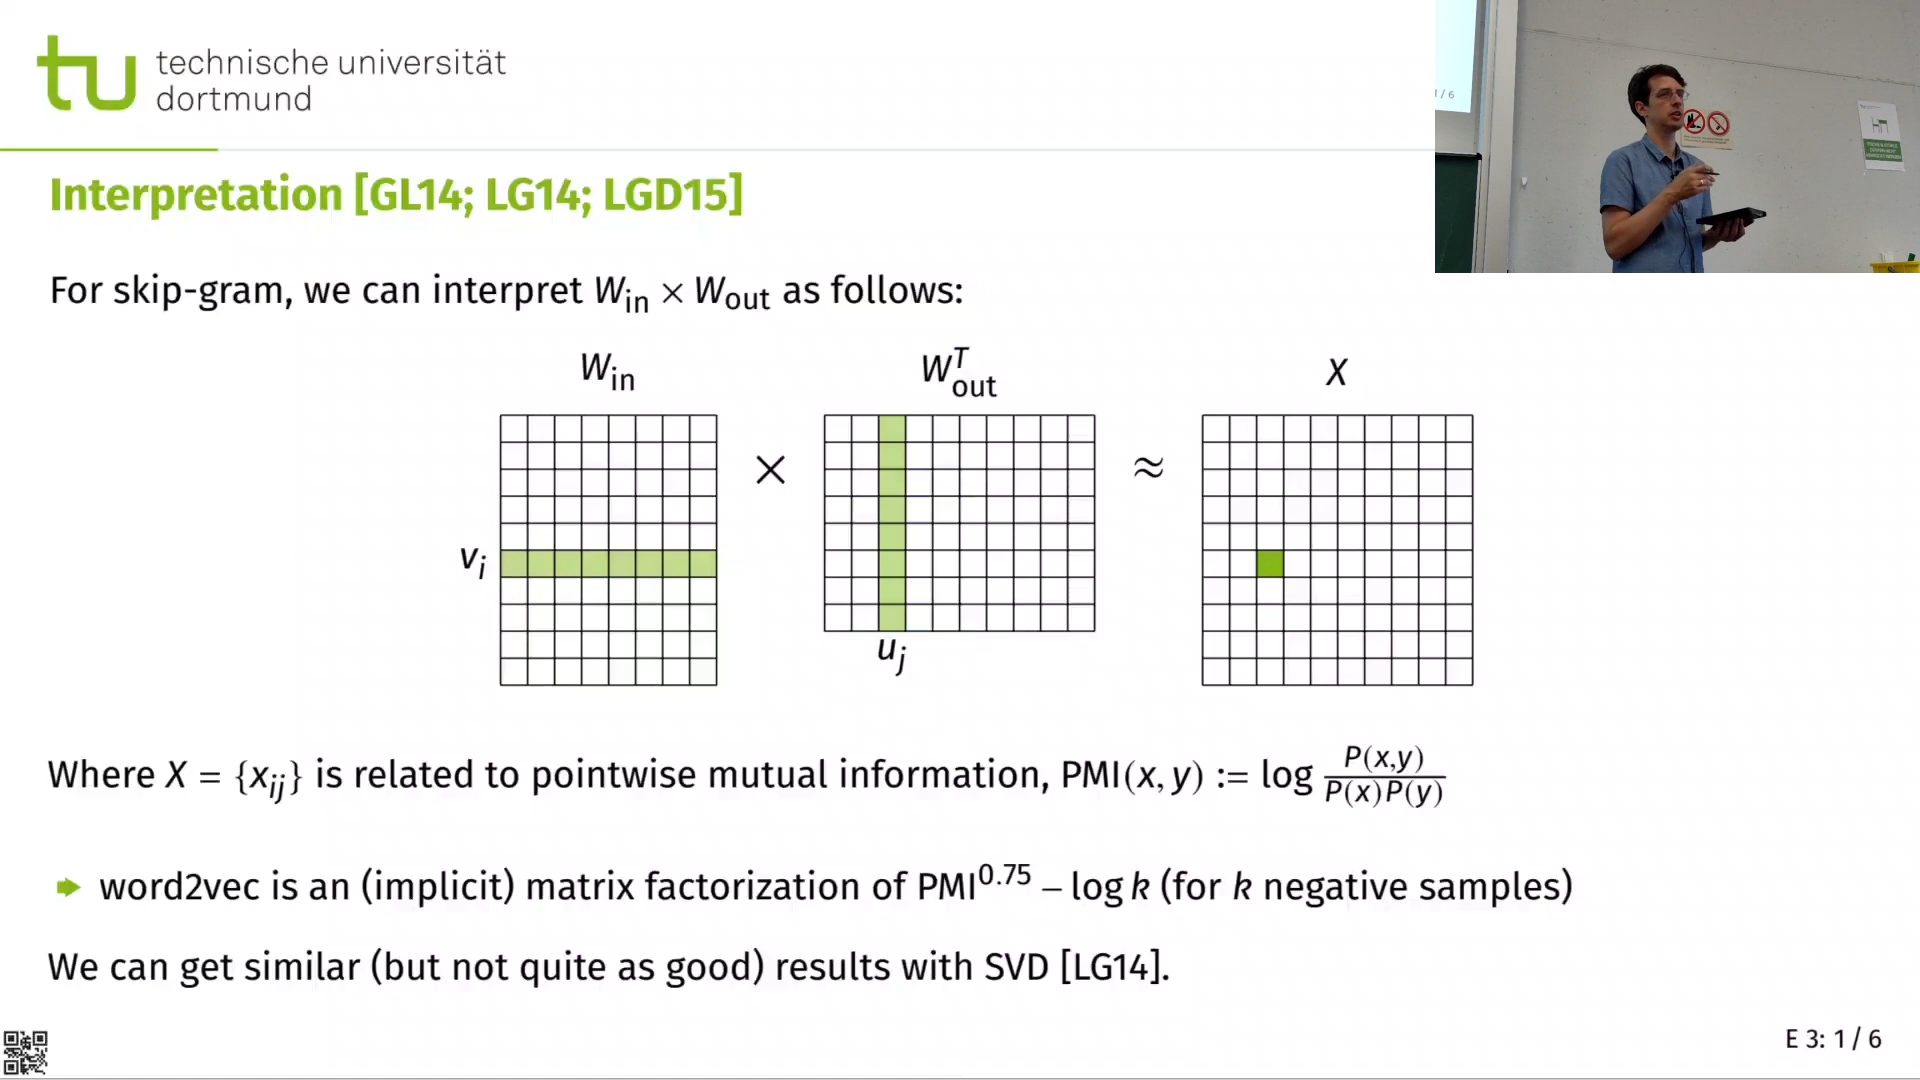 technische universität
dortmund
Interpretation [GL14; LG14; LGD15]
For skip-gram, we can interpret W_in × W_out as follows:
W_in
W^T_out
X
×
≈
v_i
u_j
Where X = {x_ij} is related to pointwise mutual information, PMI(x, y) := log P(x,y) / P(x)P(y)
word2vec is an (implicit) matrix factorization of PMI^0.75 – log k (for k negative samples)
We can get similar (but not quite as good) results with SVD [LG14].
E 3: 1 / 6
1 / 6